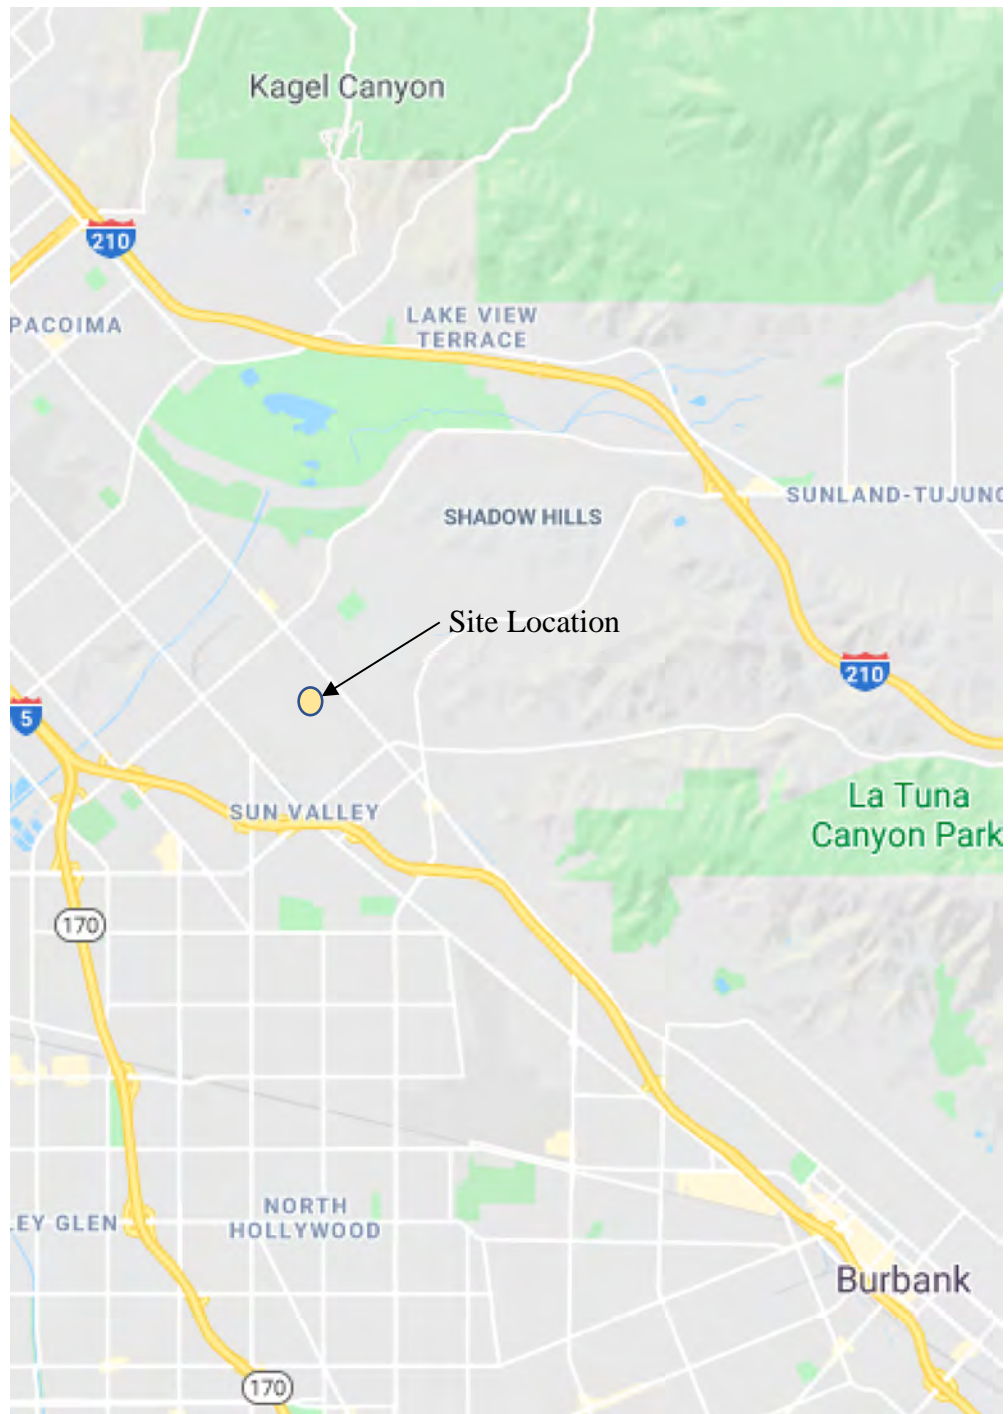 Kagel Canyon
210
PACOIMA
LAKE VIEW
TERRACE
SUNLAND-TUJUNG
SHADOW HILLS
Site Location
210
5
SUN VALLEY
La Tuna
Canyon Park
170
NORTH
HOLLYWOOD
LEY GLEN
Burbank
170